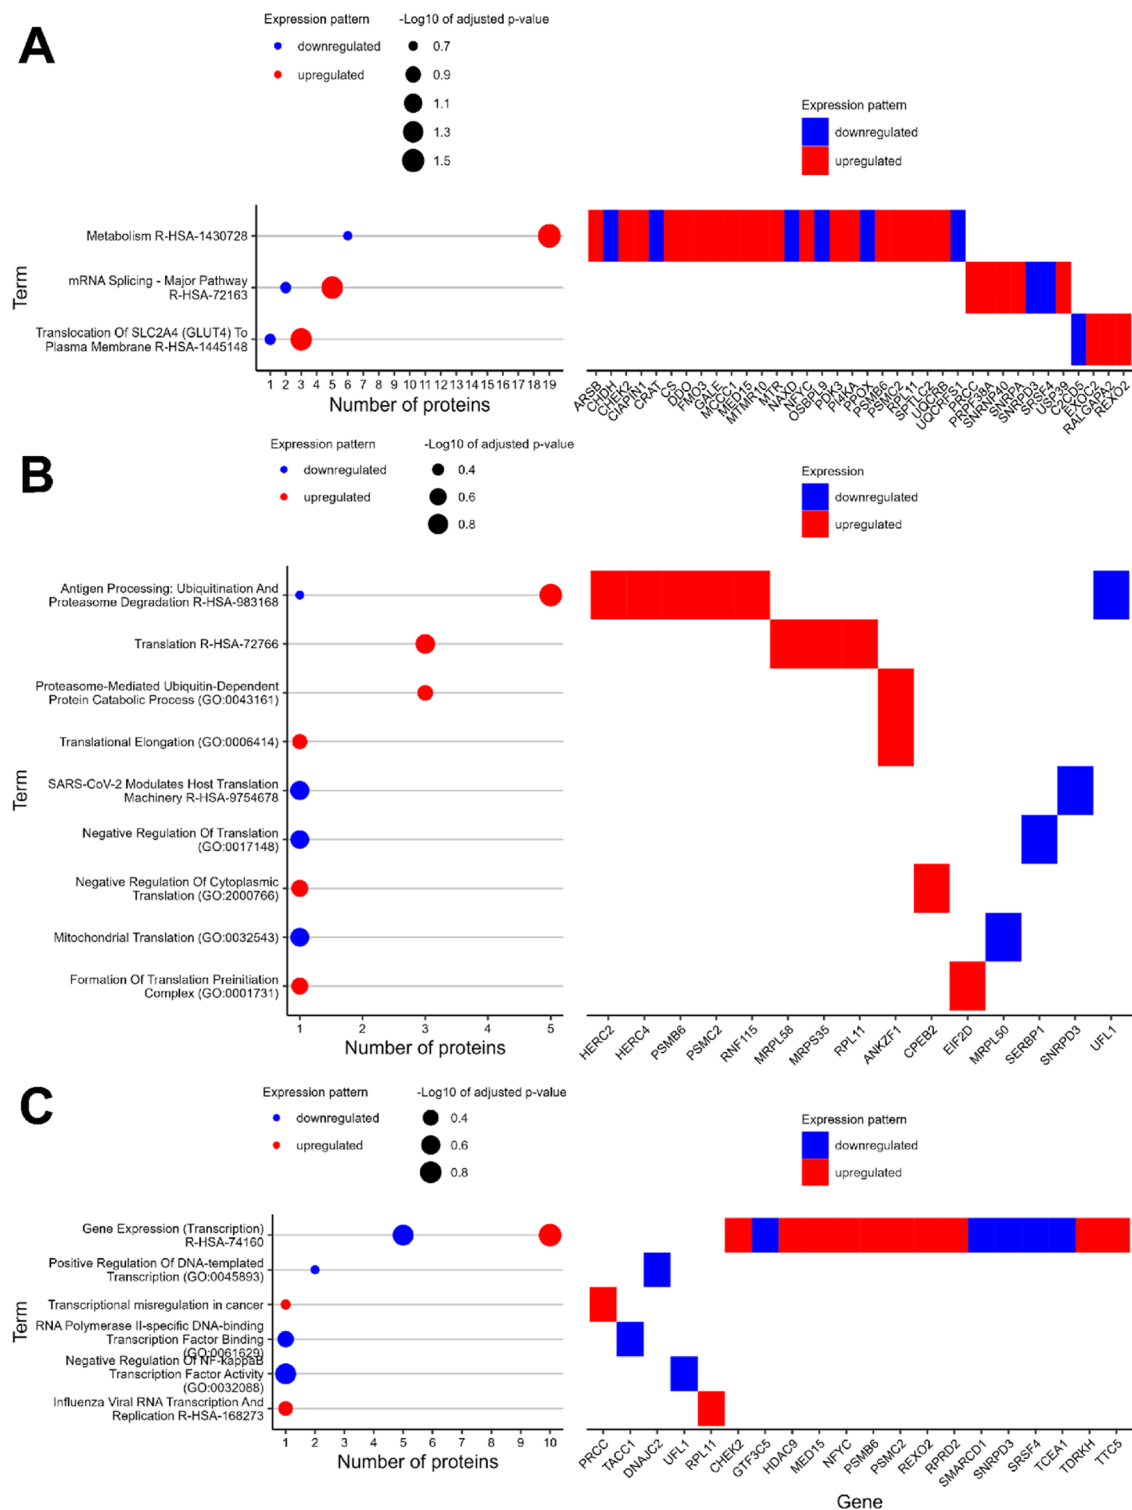 A
Expression pattern
downregulated
upregulated
-Log10 of adjusted p-value
0.7
0.9
1.1
1.3
1.5
Expression pattern
downregulated
upregulated
Term
Metabolism R-HSA-1430728
mRNA Splicing - Major Pathway
R-HSA-72163
Translocation Of SLC2A4 (GLUT4) To
Plasma Membrane R-HSA-1445148
1 2 3 4 5 6 7 8 9 10 11 12 13 14 15 16 17 18 19
Number of proteins
ARSB
CHDH
CHEK2
CIAPIN1
CRAT
CS
DDO
FMO3
GALE
MCCC1
MED15
MTMR10
MTR
NAXD
NFYC
OSBPL9
PDK3
PI4KA
PPOX
PSMB6
PSMC2
RPL11
SPTLC2
UQCRB
UQCRFS1
PRCC
PRPF38A
SNRNP40
SNRPA
SNRPD3
SRSF4
USP39
C2CD5
EXOC2
RALGAPA2
REXO2
B
Expression pattern
downregulated
upregulated
-Log10 of adjusted p-value
0.4
0.6
0.8
Expression
downregulated
upregulated
Term
Antigen Processing: Ubiquitination And
Proteasome Degradation R-HSA-983168
Translation R-HSA-72766
Proteasome-Mediated Ubiquitin-Dependent
Protein Catabolic Process (GO:0043161)
Translational Elongation (GO:0006414)
SARS-CoV-2 Modulates Host Translation
Machinery R-HSA-9754678
Negative Regulation Of Translation
(GO:0017148)
Negative Regulation Of Cytoplasmic
Translation (GO:2000766)
Mitochondrial Translation (GO:0032543)
Formation Of Translation Preinitiation
Complex (GO:0001731)
1 2 3 4 5
Number of proteins
HERC2
HERC4
PSMB6
PSMC2
RNF115
MRPL58
MRPS35
RPL11
ANKZF1
CPEB2
EIF2D
MRPL50
SERBP1
SNRPD3
UFL1
C
Expression pattern
downregulated
upregulated
-Log10 of adjusted p-value
0.4
0.6
0.8
Expression pattern
downregulated
upregulated
Term
Gene Expression (Transcription)
R-HSA-74160
Positive Regulation Of DNA-templated
Transcription (GO:0045893)
Transcriptional misregulation in cancer
RNA Polymerase II-specific DNA-binding
Transcription Factor Binding
(GO:0061629)
Negative Regulation Of NF-kappaB
Transcription Factor Activity
(GO:0032088)
Influenza Viral RNA Transcription And
Replication R-HSA-168273
1 2 3 4 5 6 7 8 9 10
Number of proteins
PRCC
TACC1
DNAJC2
UFL1
RPL11
CHEK2
GTF3C5
HDAC9
MED15
NFYC
PSMB6
PSMC2
REXO2
RPRD2
SMARCD1
SNRPD3
SRSF4
TCEA1
TDRKH
TTC5
Gene